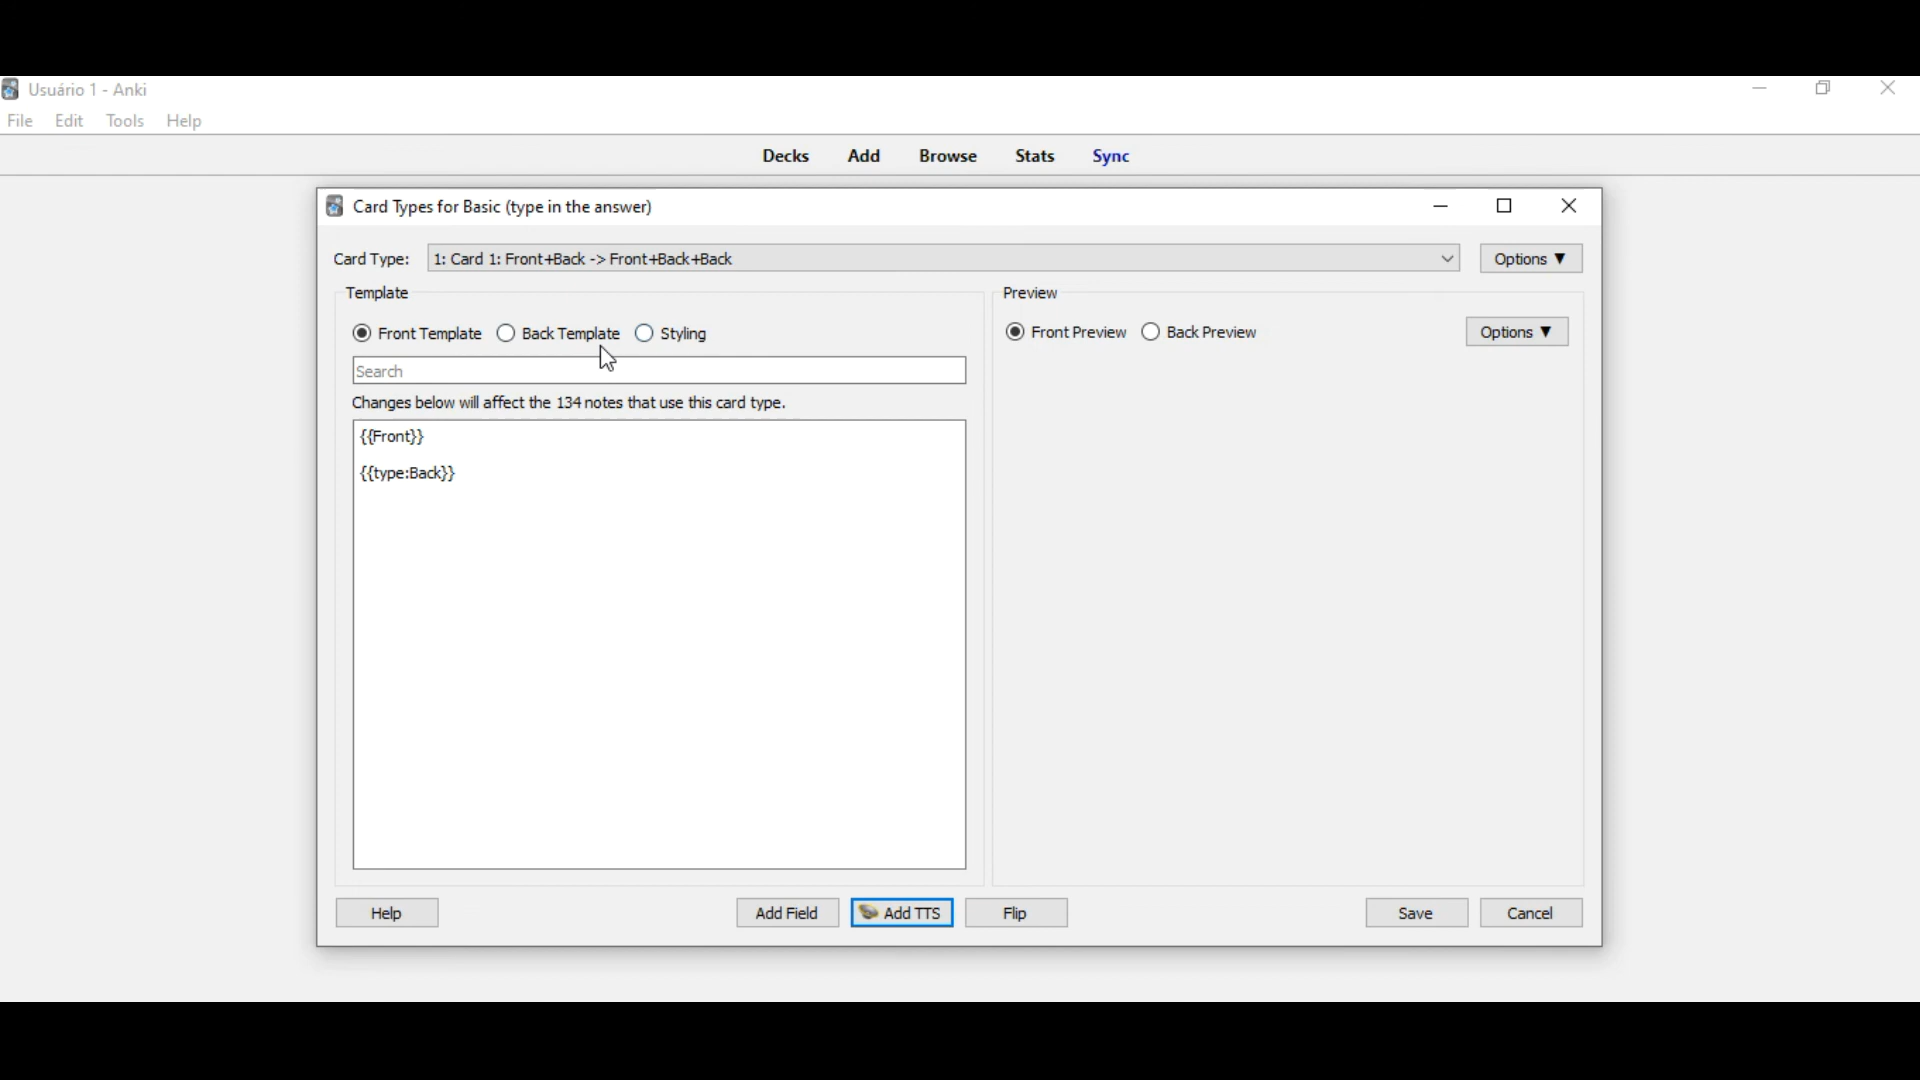 Usuário 1 - Anki
File Edit Tools Help
Decks Add Browse Stats Sync
Card Types for Basic (type in the answer)
Card Type: 1: Card 1: Front+Back -> Front+Back+Back Options ▼
Template
Preview
Front Template Back Template Styling
Front Preview Back Preview Options ▼
Search
Changes below will affect the 134 notes that use this card type.
{{Front}}
{{type:Back}}
Help Add Field Add TTS Flip Save Cancel